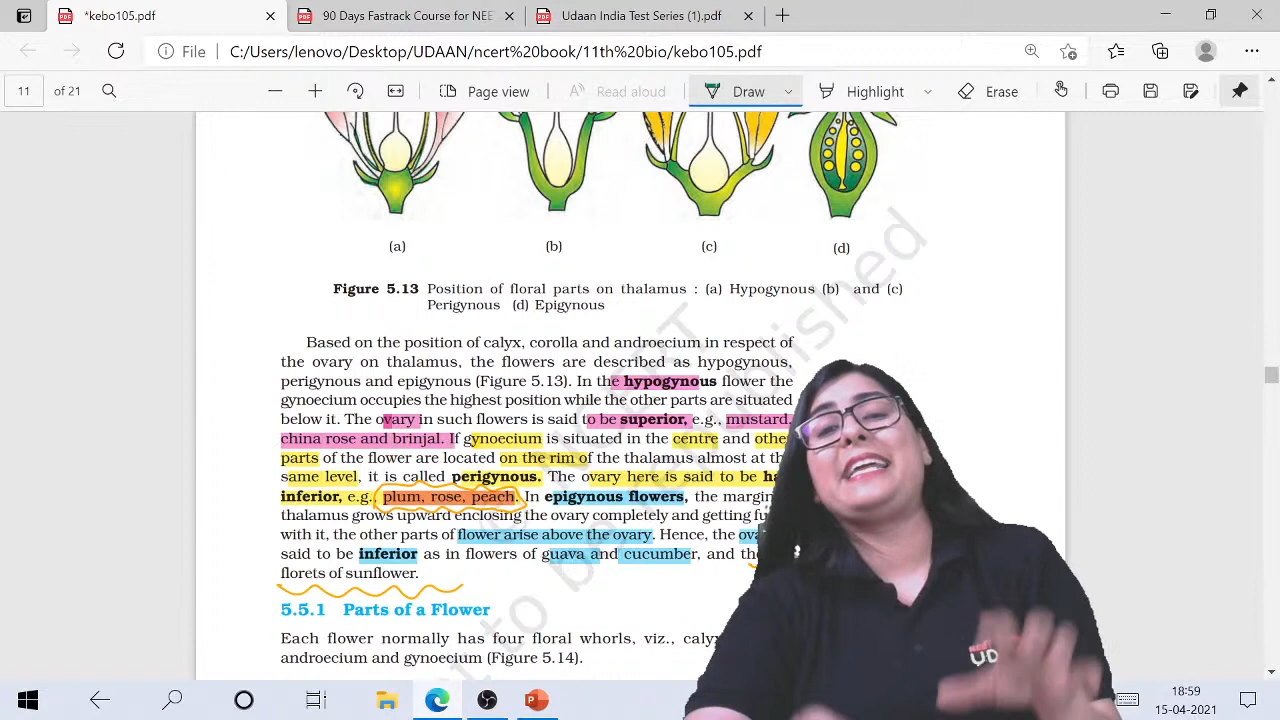 *kebo105.pdf
90 Days Fastrack Course for NEE
Udaan India Test Series (1).pdf
File C:/Users/lenovo/Desktop/UDAAN/ncert%20book/11th%20bio/kebo105.pdf
11 of 21 Page view Read aloud Draw Highlight Erase
(a) (b) (c) (d)
Figure 5.13 Position of floral parts on thalamus : (a) Hypogynous (b) and (c)
Perigynous (d) Epigynous
Based on the position of calyx, corolla and androecium in respect of
the ovary on thalamus, the flowers are described as hypogynous,
perigynous and epigynous (Figure 5.13). In the hypogynous flower the
gynoecium occupies the highest position while the other parts are situated
below it. The ovary in such flowers is said to be superior, e.g., mustard,
china rose and brinjal. If gynoecium is situated in the centre and other
parts of the flower are located on the rim of the thalamus almost at th
same level, it is called perigynous. The ovary here is said to be ha
inferior, e.g., plum, rose, peach. In epigynous flowers, the margin
thalamus grows upward enclosing the ovary completely and getting fu
with it, the other parts of flower arise above the ovary. Hence, the ova
said to be inferior as in flowers of guava and cucumber, and the
florets of sunflower.
5.5.1 Parts of a Flower
Each flower normally has four floral whorls, viz., caly
androecium and gynoecium (Figure 5.14).
© NCERT
not to be republished
UD
18:59
15-04-2021